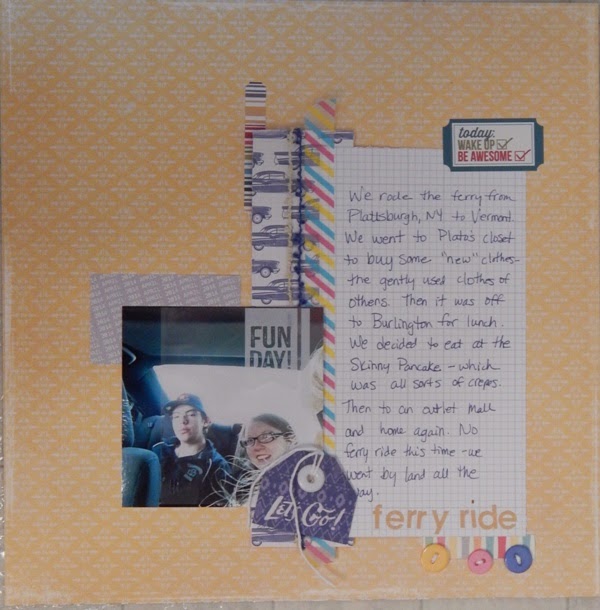 today:
WAKE UP
BE AWESOME
We rode the ferry from
Plattsburgh, NY to Vermont.
We went to Plato's closet
to buy some "new" clothes-
the gently used clothes of
others. Then it was off
to Burlington for lunch.
We decided to eat at the
Skinny Pancake - which
was all sorts of crepes.
Then to an outlet mall
and home again. No
ferry ride this time - we
went by land all the
way.
FUN
DAY!
Let's Go!
ferry ride